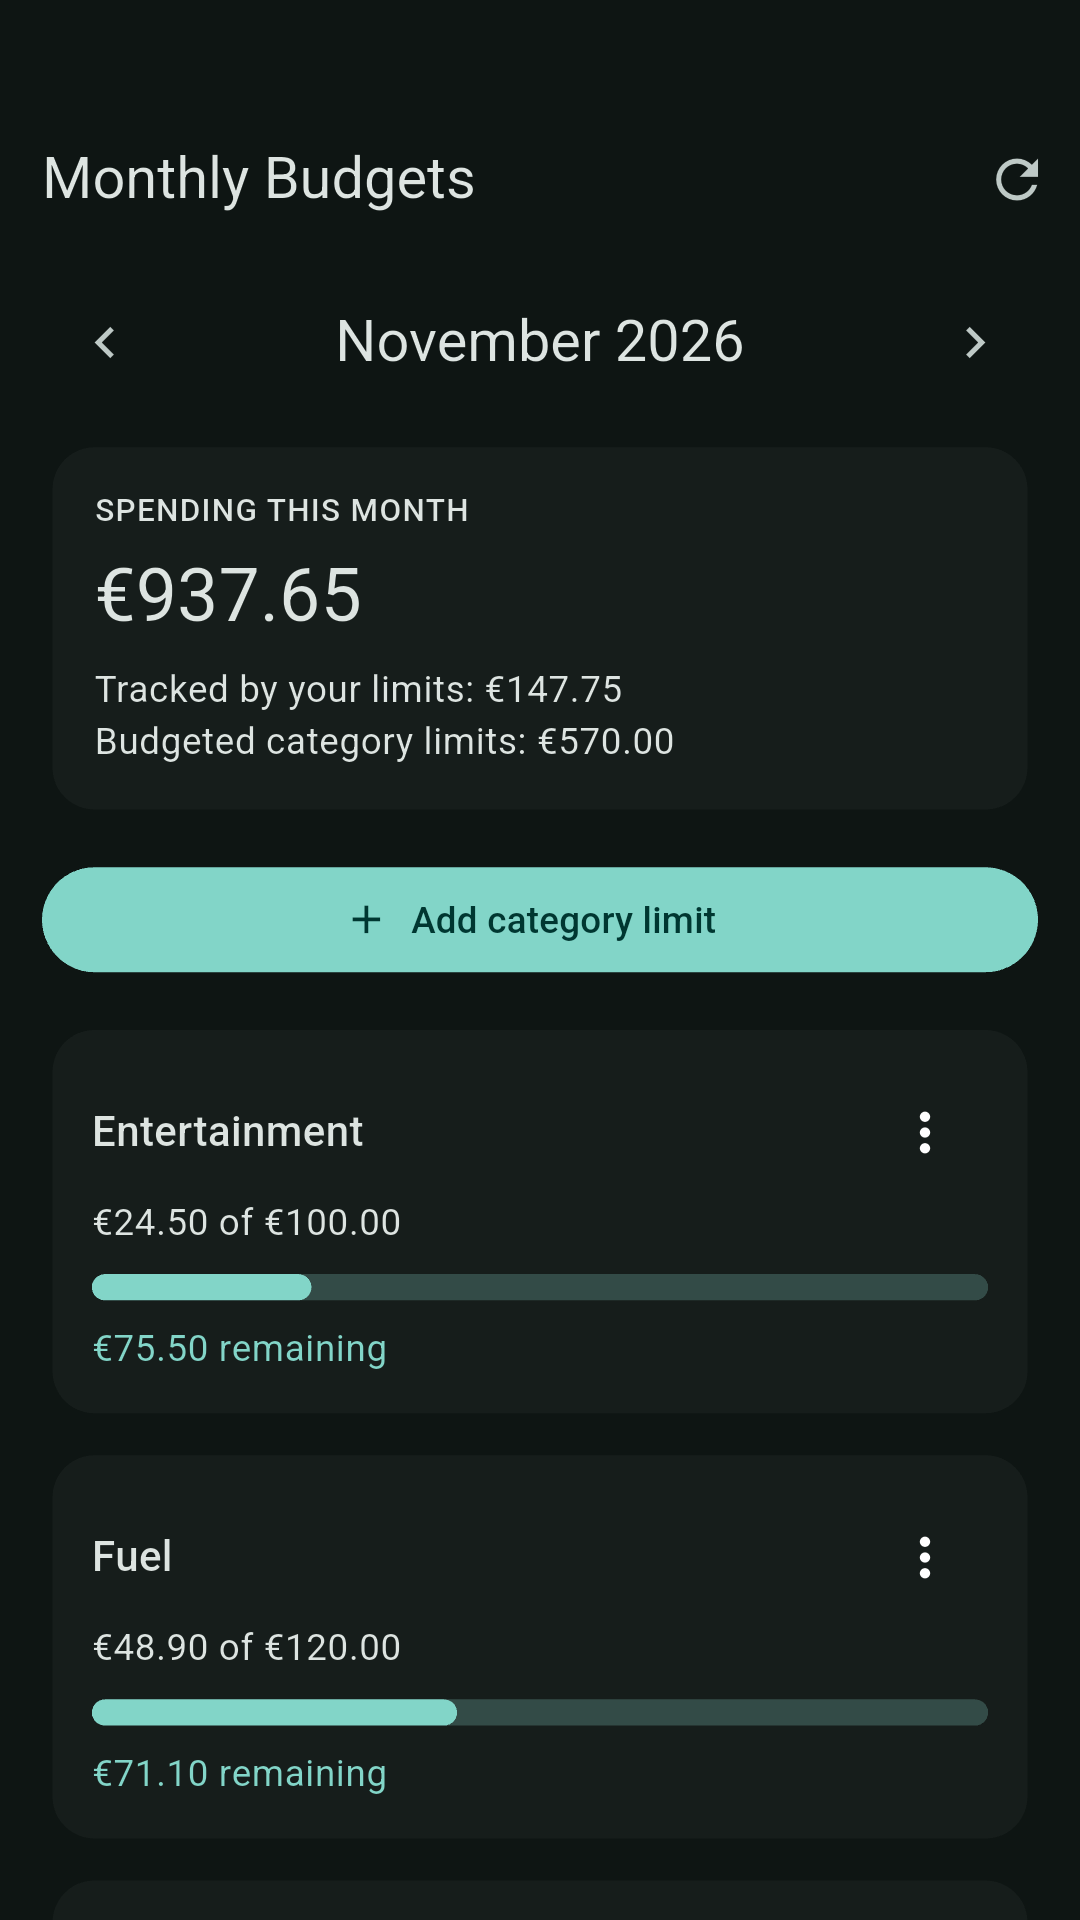 Monthly Budgets
November 2026
SPENDING THIS MONTH
€937.65
Tracked by your limits: €147.75
Budgeted category limits: €570.00
Add category limit
Entertainment
€24.50 of €100.00
€75.50 remaining
Fuel
€48.90 of €120.00
€71.10 remaining